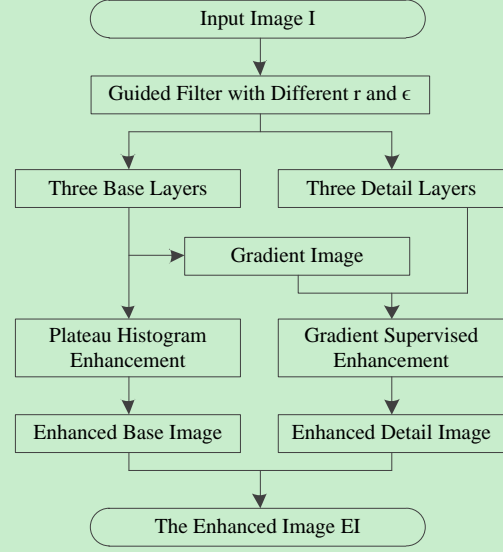 Input Image I
Guided Filter with Different r and ϵ
Three Base Layers
Three Detail Layers
Gradient Image
Plateau Histogram
Enhancement
Gradient Supervised
Enhancement
Enhanced Base Image
Enhanced Detail Image
The Enhanced Image EI